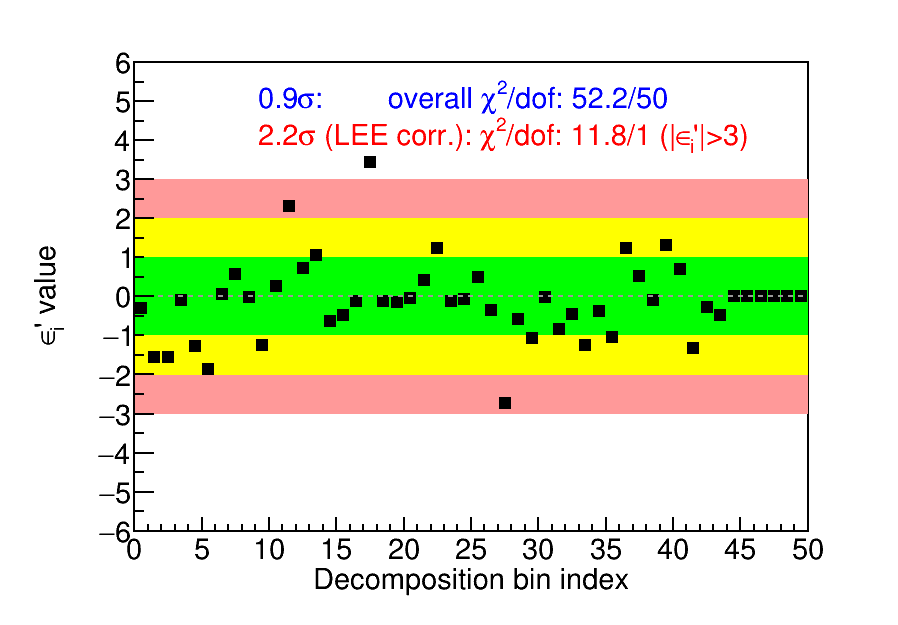 0.9σ: overall χ²/dof: 52.2/50
2.2σ (LEE corr.): χ²/dof: 11.8/1 (|ϵᵢ'|>3)
6
5
4
3
2
1
0
−1
−2
−3
−4
−5
−6
ϵᵢ' value
0 5 10 15 20 25 30 35 40 45 50
Decomposition bin index